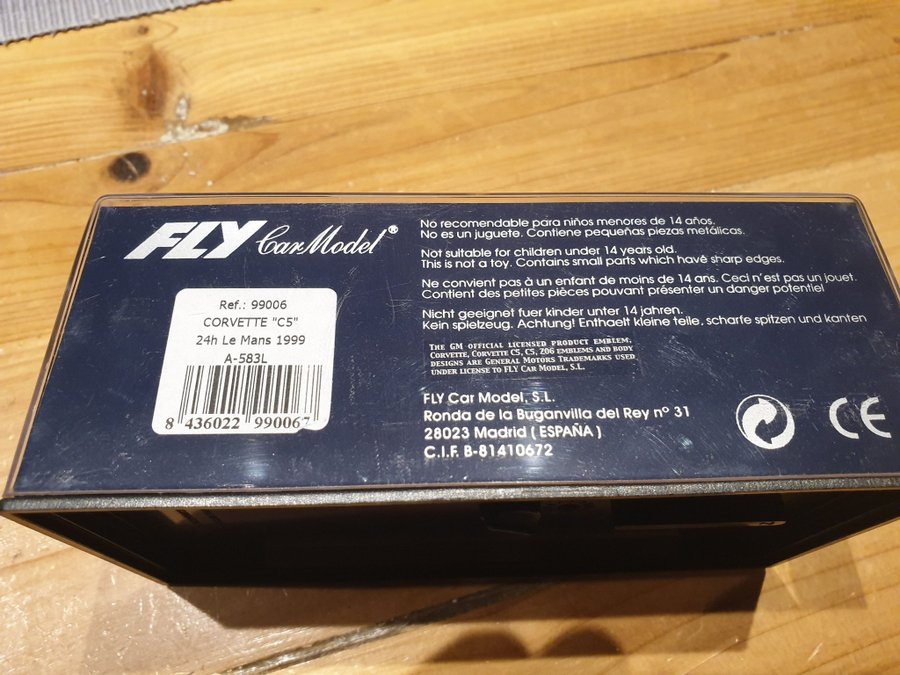 FLY Car Model®
Ref.: 99006
CORVETTE "C5"
24h Le Mans 1999
A-583L
8 436022 990067
No recomendable para niños menores de 14 años.
No es un juguete. Contiene pequeñas piezas metálicas.
Not suitable for children under 14 years old.
This is not a toy. Contains small parts which have sharp edges.
Ne convient pas à un enfant de moins de 14 ans. Ceci n'est pas un jouet.
Contient des petites pièces pouvant présenter un danger potentiel
Nicht geeignet fuer kinder unter 14 jahren.
Kein spielzeug. Achtung! Enthaelt kleine teile, scharfe spitzen und kanten
THE GM OFFICIAL LICENSED PRODUCT EMBLEM,
CORVETTE, CORVETTE C5, C5, Z06 EMBLEMS AND BODY
DESIGNS ARE GENERAL MOTORS TRADEMARKS USED
UNDER LICENSE TO FLY CAR MODEL, S.L.
FLY Car Model, S.L.
Ronda de la Buganvilla del Rey nº 31
28023 Madrid ( ESPAÑA )
C.I.F. B-81410672
CE